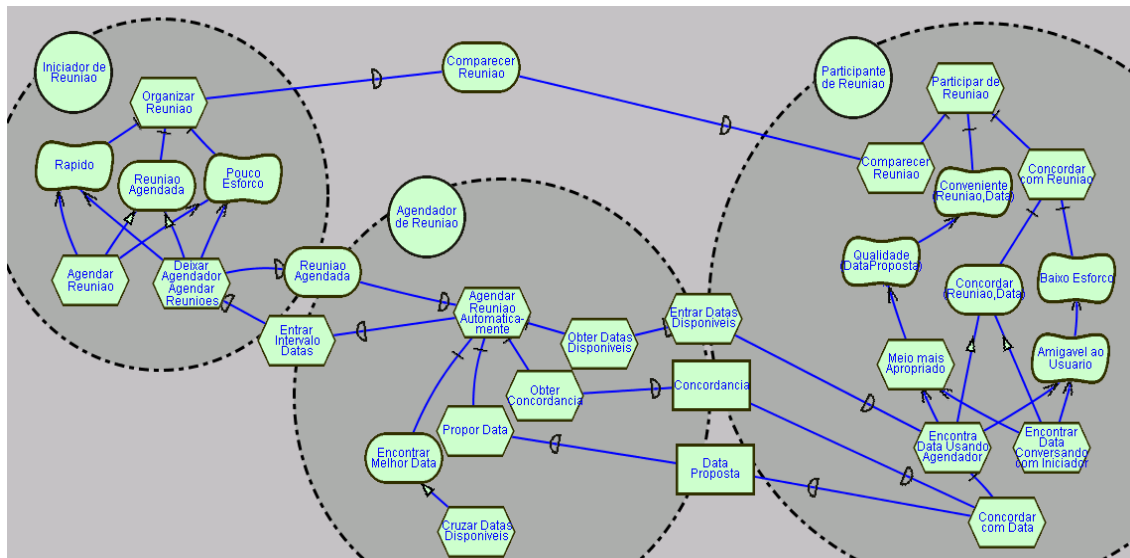 Iniciador de
Reuniao
Organizar
Reuniao
Rapido
Reuniao
Agendada
Pouco
Esforco
Agendar
Reuniao
Deixar
Agendador
Agendar
Reunioes
Comparecer
Reuniao
Reuniao
Agendada
Entrar
Intervalo
Datas
Agendador
de Reuniao
Agendar
Reuniao
Automatica-
mente
Obter Datas
Disponiveis
Obter
Concordancia
Propor Data
Encontrar
Melhor Data
Cruzar Datas
Disponiveis
Entrar Datas
Disponiveis
Concordancia
Data
Proposta
Participante
de Reuniao
Participar de
Reuniao
Comparecer
Reuniao
Conveniente
(Reuniao,Data)
Concordar
com Reuniao
Qualidade
(DataProposta)
Concordar
(Reuniao,Data)
Baixo Esforco
Meio mais
Apropriado
Amigavel ao
Usuario
Encontra
Data Usando
Agendador
Encontrar
Data
Conversando
com Iniciador
Concordar
com Data